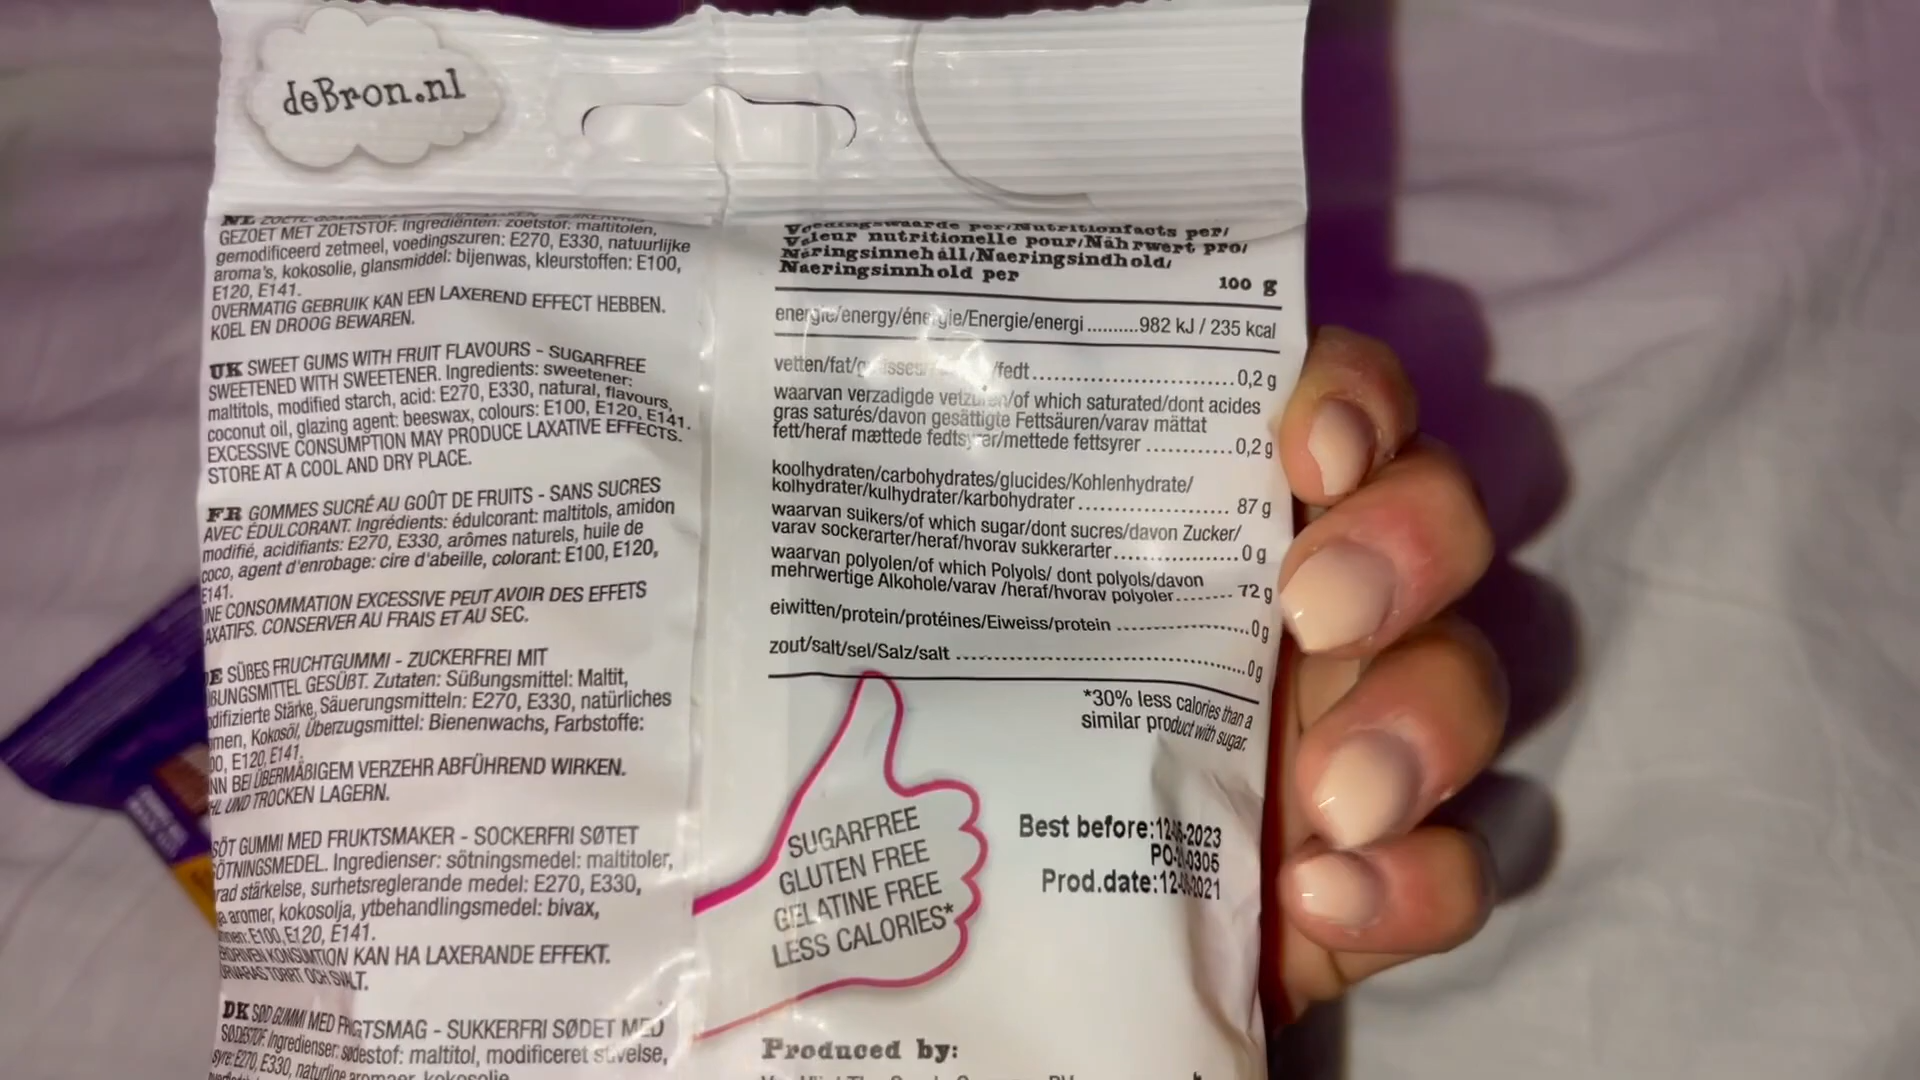 deBron.nl
GEZOET MET ZOETSTOF. Ingrediënten: zoetstof: maltitolen,
gemodificeerd zetmeel, voedingszuren: E270, E330, natuurlijke
aroma's, kokosolie, glansmiddel: bijenwas, kleurstoffen: E100,
E120, E141.
OVERMATIG GEBRUIK KAN EEN LAXEREND EFFECT HEBBEN.
KOEL EN DROOG BEWAREN.
UK SWEET GUMS WITH FRUIT FLAVOURS - SUGARFREE
SWEETENED WITH SWEETENER. Ingredients: sweetener:
maltitols, modified starch, acid: E270, E330, natural, flavours,
coconut oil, glazing agent: beeswax, colours: E100, E120, E141.
EXCESSIVE CONSUMPTION MAY PRODUCE LAXATIVE EFFECTS.
STORE AT A COOL AND DRY PLACE.
FR GOMMES SUCRÉ AU GOÛT DE FRUITS - SANS SUCRES
AVEC ÉDULCORANT. Ingrédients: édulcorant: maltitols, amidon
modifié, acidifiants: E270, E330, arômes naturels, huile de
coco, agent d'enrobage: cire d'abeille, colorant: E100, E120,
E141.
UNE CONSOMMATION EXCESSIVE PEUT AVOIR DES EFFETS
LAXATIFS. CONSERVER AU FRAIS ET AU SEC.
SÜßES FRUCHTGUMMI - ZUCKERFREI MIT
GESÜßT. Zutaten: Süßungsmittel: Maltit,
Stärke, Säuerungsmitteln: E270, E330, natürliches
Kokosöl, Überzugsmittel: Bienenwachs, Farbstoffe:
E120, E141.
BEI ÜBERMÄßIGEM VERZEHR ABFÜHREND WIRKEN.
UND TROCKEN LAGERN.
SÖT GUMMI MED FRUKTSMAKER - SOCKERFRI SØTET
SÖTNINGSMEDEL. Ingredienser: sötningsmedel: maltitoler,
stärkelse, surhetsreglerande medel: E270, E330,
aromer, kokosolja, ytbehandlingsmedel: bivax,
E100, E120, E141.
KONSUMTION KAN HA LAXERANDE EFFEKT.
TORRT OCH SVALT.
DK SØD GUMMI MED FRUGTSMAG - SUKKERFRI SØDET MED
SØDESTOF. Ingredienser: sødestof: maltitol, modificeret stivelse,
syre: E270, E330, naturlige aromaer, kokosolie
Voedingswaarde per/Nutritionfacts per/
Valeur nutritionelle pour/Nährwert pro/
Näringsinnehåll/Naeringsindhold/
Naeringsinnhold per 100 g
energie/energy/énergie/Energie/energi..........982 kJ / 235 kcal
vetten/fat/ /fedt..............................0,2 g
waarvan verzadigde vetzuren/of which saturated/dont acides
gras saturés/davon gesättigte Fettsäuren/varav mättat
fett/heraf mættede fedtsyrer/mettede fettsyrer ............0,2 g
koolhydraten/carbohydrates/glucides/Kohlenhydrate/
kolhydrater/kulhydrater/karbohydrater...................... 87 g
waarvan suikers/of which sugar/dont sucres/davon Zucker/
varav sockerarter/heraf/hvorav sukkerarter..................0 g
waarvan polyolen/of which Polyols/ dont polyols/davon
mehrwertige Alkohole/varav /heraf/hvorav polyoler........ 72 g
eiwitten/protein/protéines/Eiweiss/protein ...................0g
zout/salt/sel/Salz/salt ...........................................0g
*30% less calories than a
similar product with sugar.
SUGARFREE
GLUTEN FREE
GELATINE FREE
LESS CALORIES*
Best before: 2023
Prod.date:
Produced by: